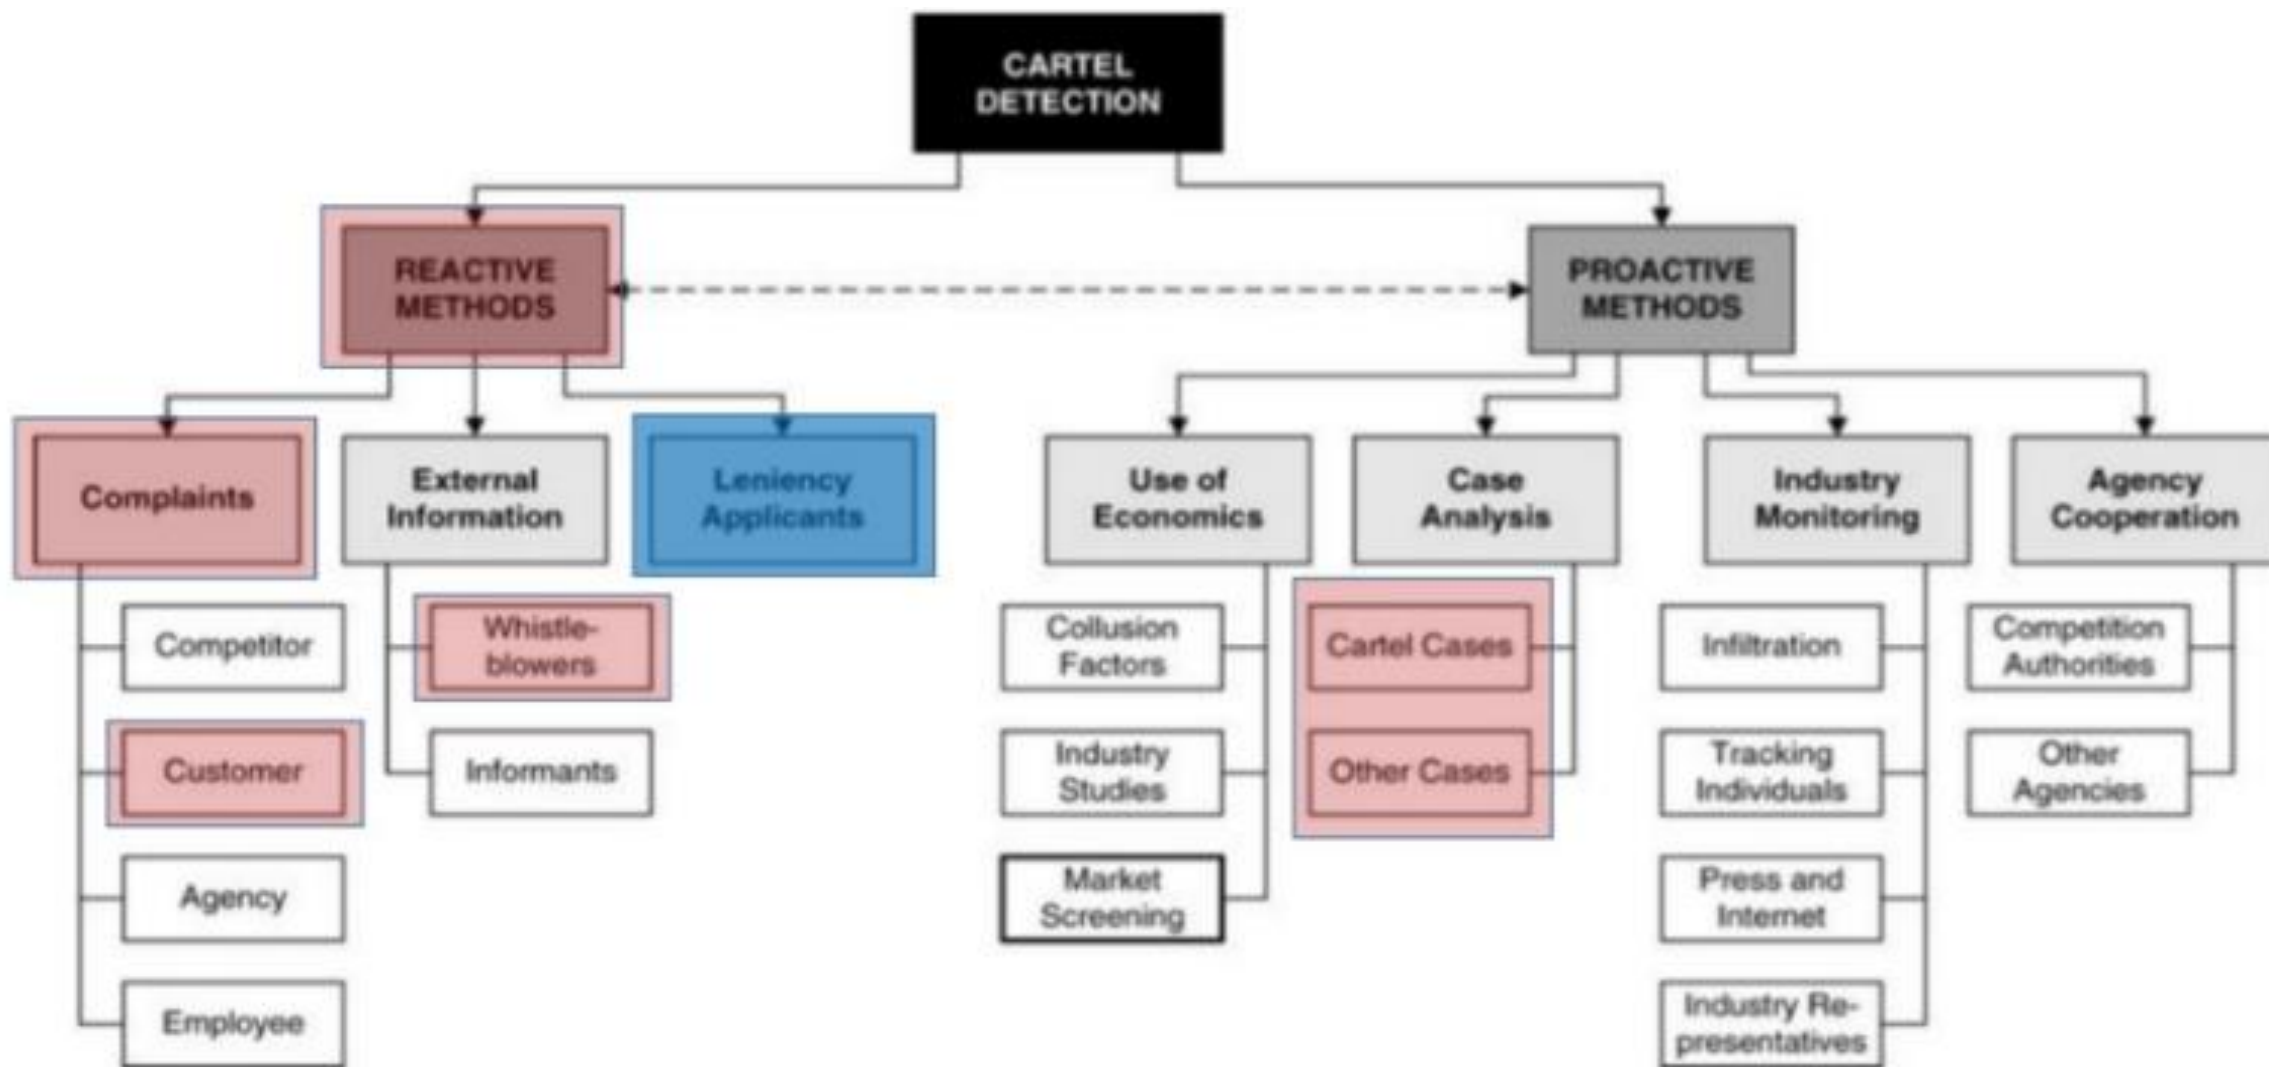 CARTEL
DETECTION
REACTIVE
METHODS
PROACTIVE
METHODS
Complaints
External
Information
Leniency
Applicants
Use of
Economics
Case
Analysis
Industry
Monitoring
Agency
Cooperation
Competitor
Customer
Agency
Employee
Whistle-
blowers
Informants
Collusion
Factors
Industry
Studies
Market
Screening
Cartel Cases
Other Cases
Infiltration
Tracking
Individuals
Press and
Internet
Industry Re-
presentatives
Competition
Authorities
Other
Agencies